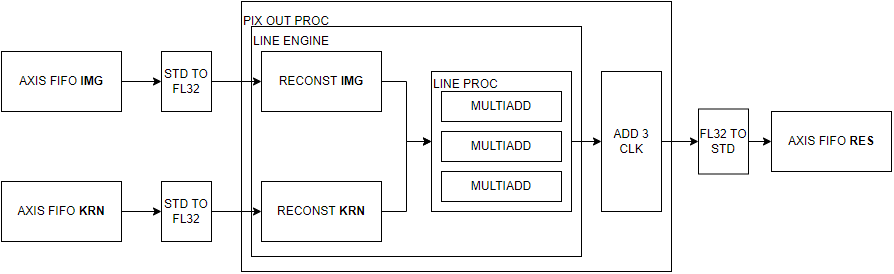 PIX OUT PROC
LINE ENGINE
AXIS FIFO IMG
STD TO
FL32
RECONST IMG
LINE PROC
MULTIADD
MULTIADD
MULTIADD
ADD 3
CLK
FL32 TO
STD
AXIS FIFO RES
AXIS FIFO KRN
STD TO
FL32
RECONST KRN